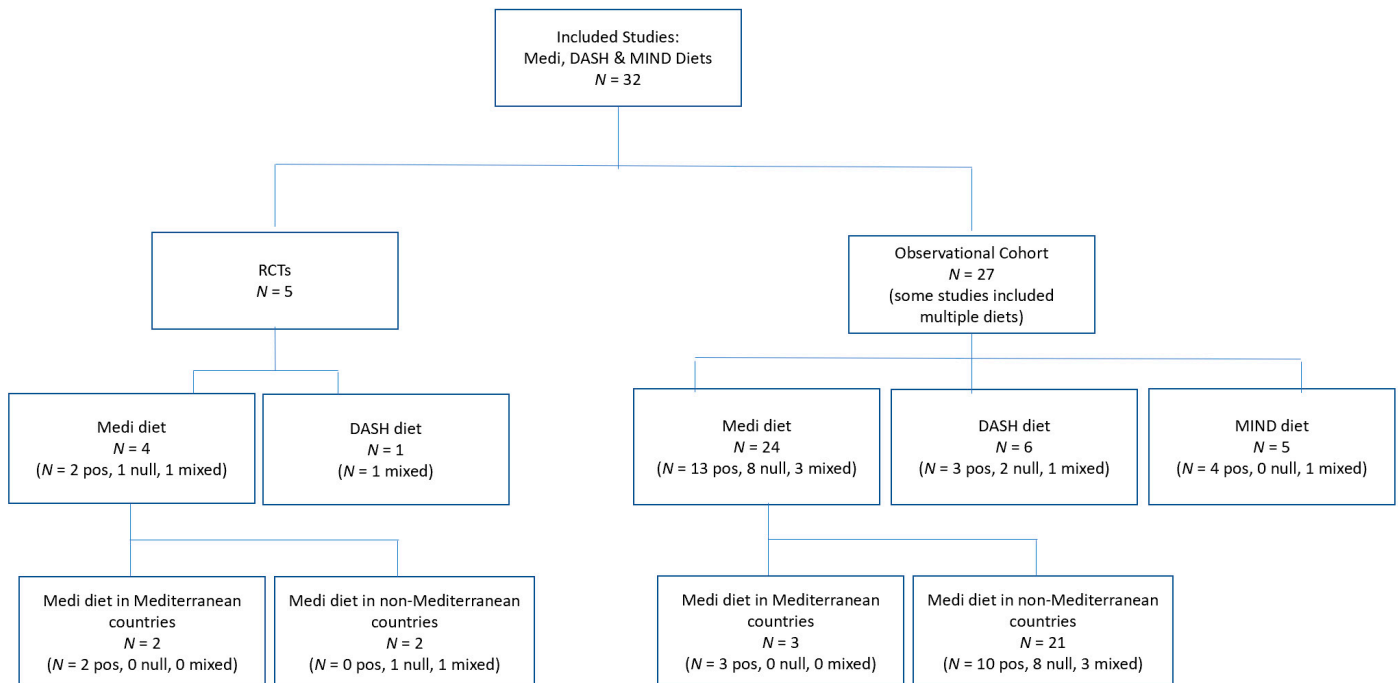 Included Studies:
Medi, DASH & MIND Diets
N = 32
RCTs
N = 5
Observational Cohort
N = 27
(some studies included
multiple diets)
Medi diet
N = 4
(N = 2 pos, 1 null, 1 mixed)
DASH diet
N = 1
(N = 1 mixed)
Medi diet
N = 24
(N = 13 pos, 8 null, 3 mixed)
DASH diet
N = 6
(N = 3 pos, 2 null, 1 mixed)
MIND diet
N = 5
(N = 4 pos, 0 null, 1 mixed)
Medi diet in Mediterranean
countries
N = 2
(N = 2 pos, 0 null, 0 mixed)
Medi diet in non-Mediterranean
countries
N = 2
(N = 0 pos, 1 null, 1 mixed)
Medi diet in Mediterranean
countries
N = 3
(N = 3 pos, 0 null, 0 mixed)
Medi diet in non-Mediterranean
countries
N = 21
(N = 10 pos, 8 null, 3 mixed)